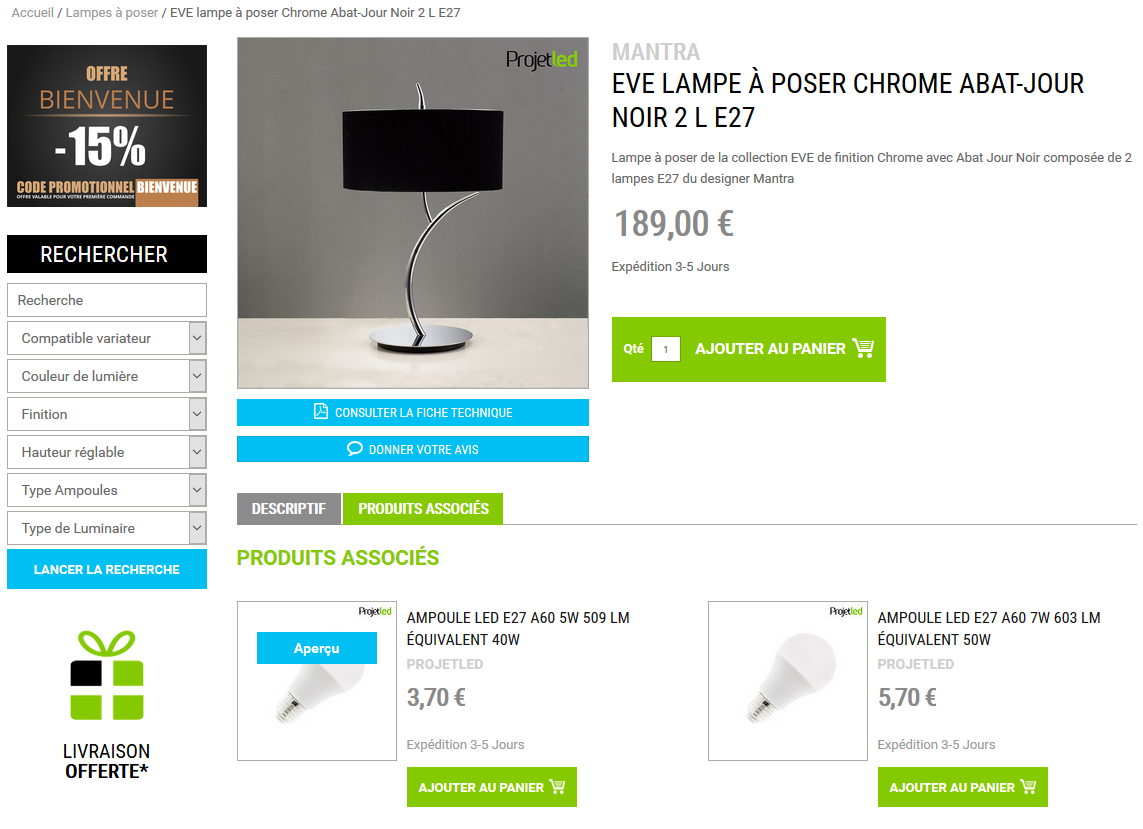 Accueil / Lampes à poser / EVE lampe à poser Chrome Abat-Jour Noir 2 L E27
OFFRE
BIENVENUE
-15%
CODE PROMOTIONNEL BIENVENUE
OFFRE VALABLE POUR VOTRE PREMIÈRE COMMANDE
RECHERCHER
Recherche
Compatible variateur
Couleur de lumière
Finition
Hauteur réglable
Type Ampoules
Type de Luminaire
LANCER LA RECHERCHE
LIVRAISON
OFFERTE*
Projetled
CONSULTER LA FICHE TECHNIQUE
DONNER VOTRE AVIS
MANTRA
EVE LAMPE À POSER CHROME ABAT-JOUR
NOIR 2 L E27
Lampe à poser de la collection EVE de finition Chrome avec Abat Jour Noir composée de 2
lampes E27 du designer Mantra
189,00 €
Expédition 3-5 Jours
Qté 1 AJOUTER AU PANIER
DESCRIPTIF PRODUITS ASSOCIÉS
PRODUITS ASSOCIÉS
Projetled
Aperçu
AMPOULE LED E27 A60 5W 509 LM
ÉQUIVALENT 40W
PROJETLED
3,70 €
Expédition 3-5 Jours
AJOUTER AU PANIER
Projetled
AMPOULE LED E27 A60 7W 603 LM
ÉQUIVALENT 50W
PROJETLED
5,70 €
Expédition 3-5 Jours
AJOUTER AU PANIER